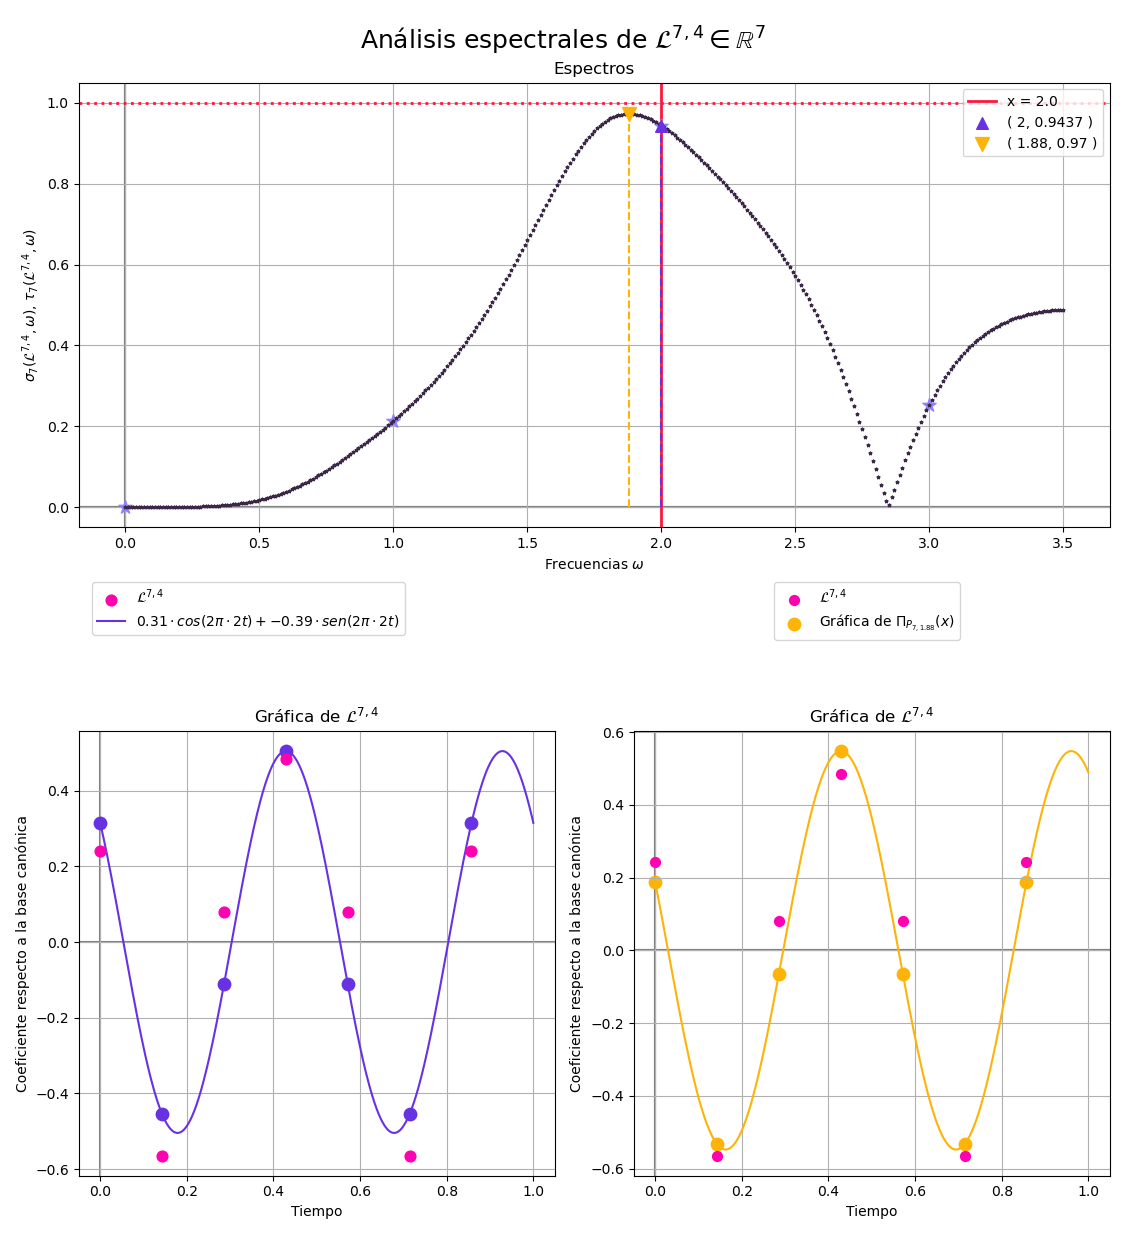 Análisis espectrales de 𝓛^{7,4} ∈ ℝ^7
Espectros
1.0
0.8
0.6
0.4
0.2
0.0
σ_7(𝓛^{7,4}, ω), τ_7(𝓛^{7,4}, ω)
x = 2.0
( 2, 0.9437 )
( 1.88, 0.97 )
0.0 0.5 1.0 1.5 2.0 2.5 3.0 3.5
Frecuencias ω
𝓛^{7,4}
0.31 · cos(2π · 2t) + −0.39 · sen(2π · 2t)
𝓛^{7,4}
Gráfica de Π_{P_{7,1.88}}(x)
Gráfica de 𝓛^{7,4}
0.4
0.2
0.0
−0.2
−0.4
−0.6
Coeficiente respecto a la base canónica
0.0 0.2 0.4 0.6 0.8 1.0
Tiempo
Gráfica de 𝓛^{7,4}
0.6
0.4
0.2
0.0
−0.2
−0.4
−0.6
Coeficiente respecto a la base canónica
0.0 0.2 0.4 0.6 0.8 1.0
Tiempo